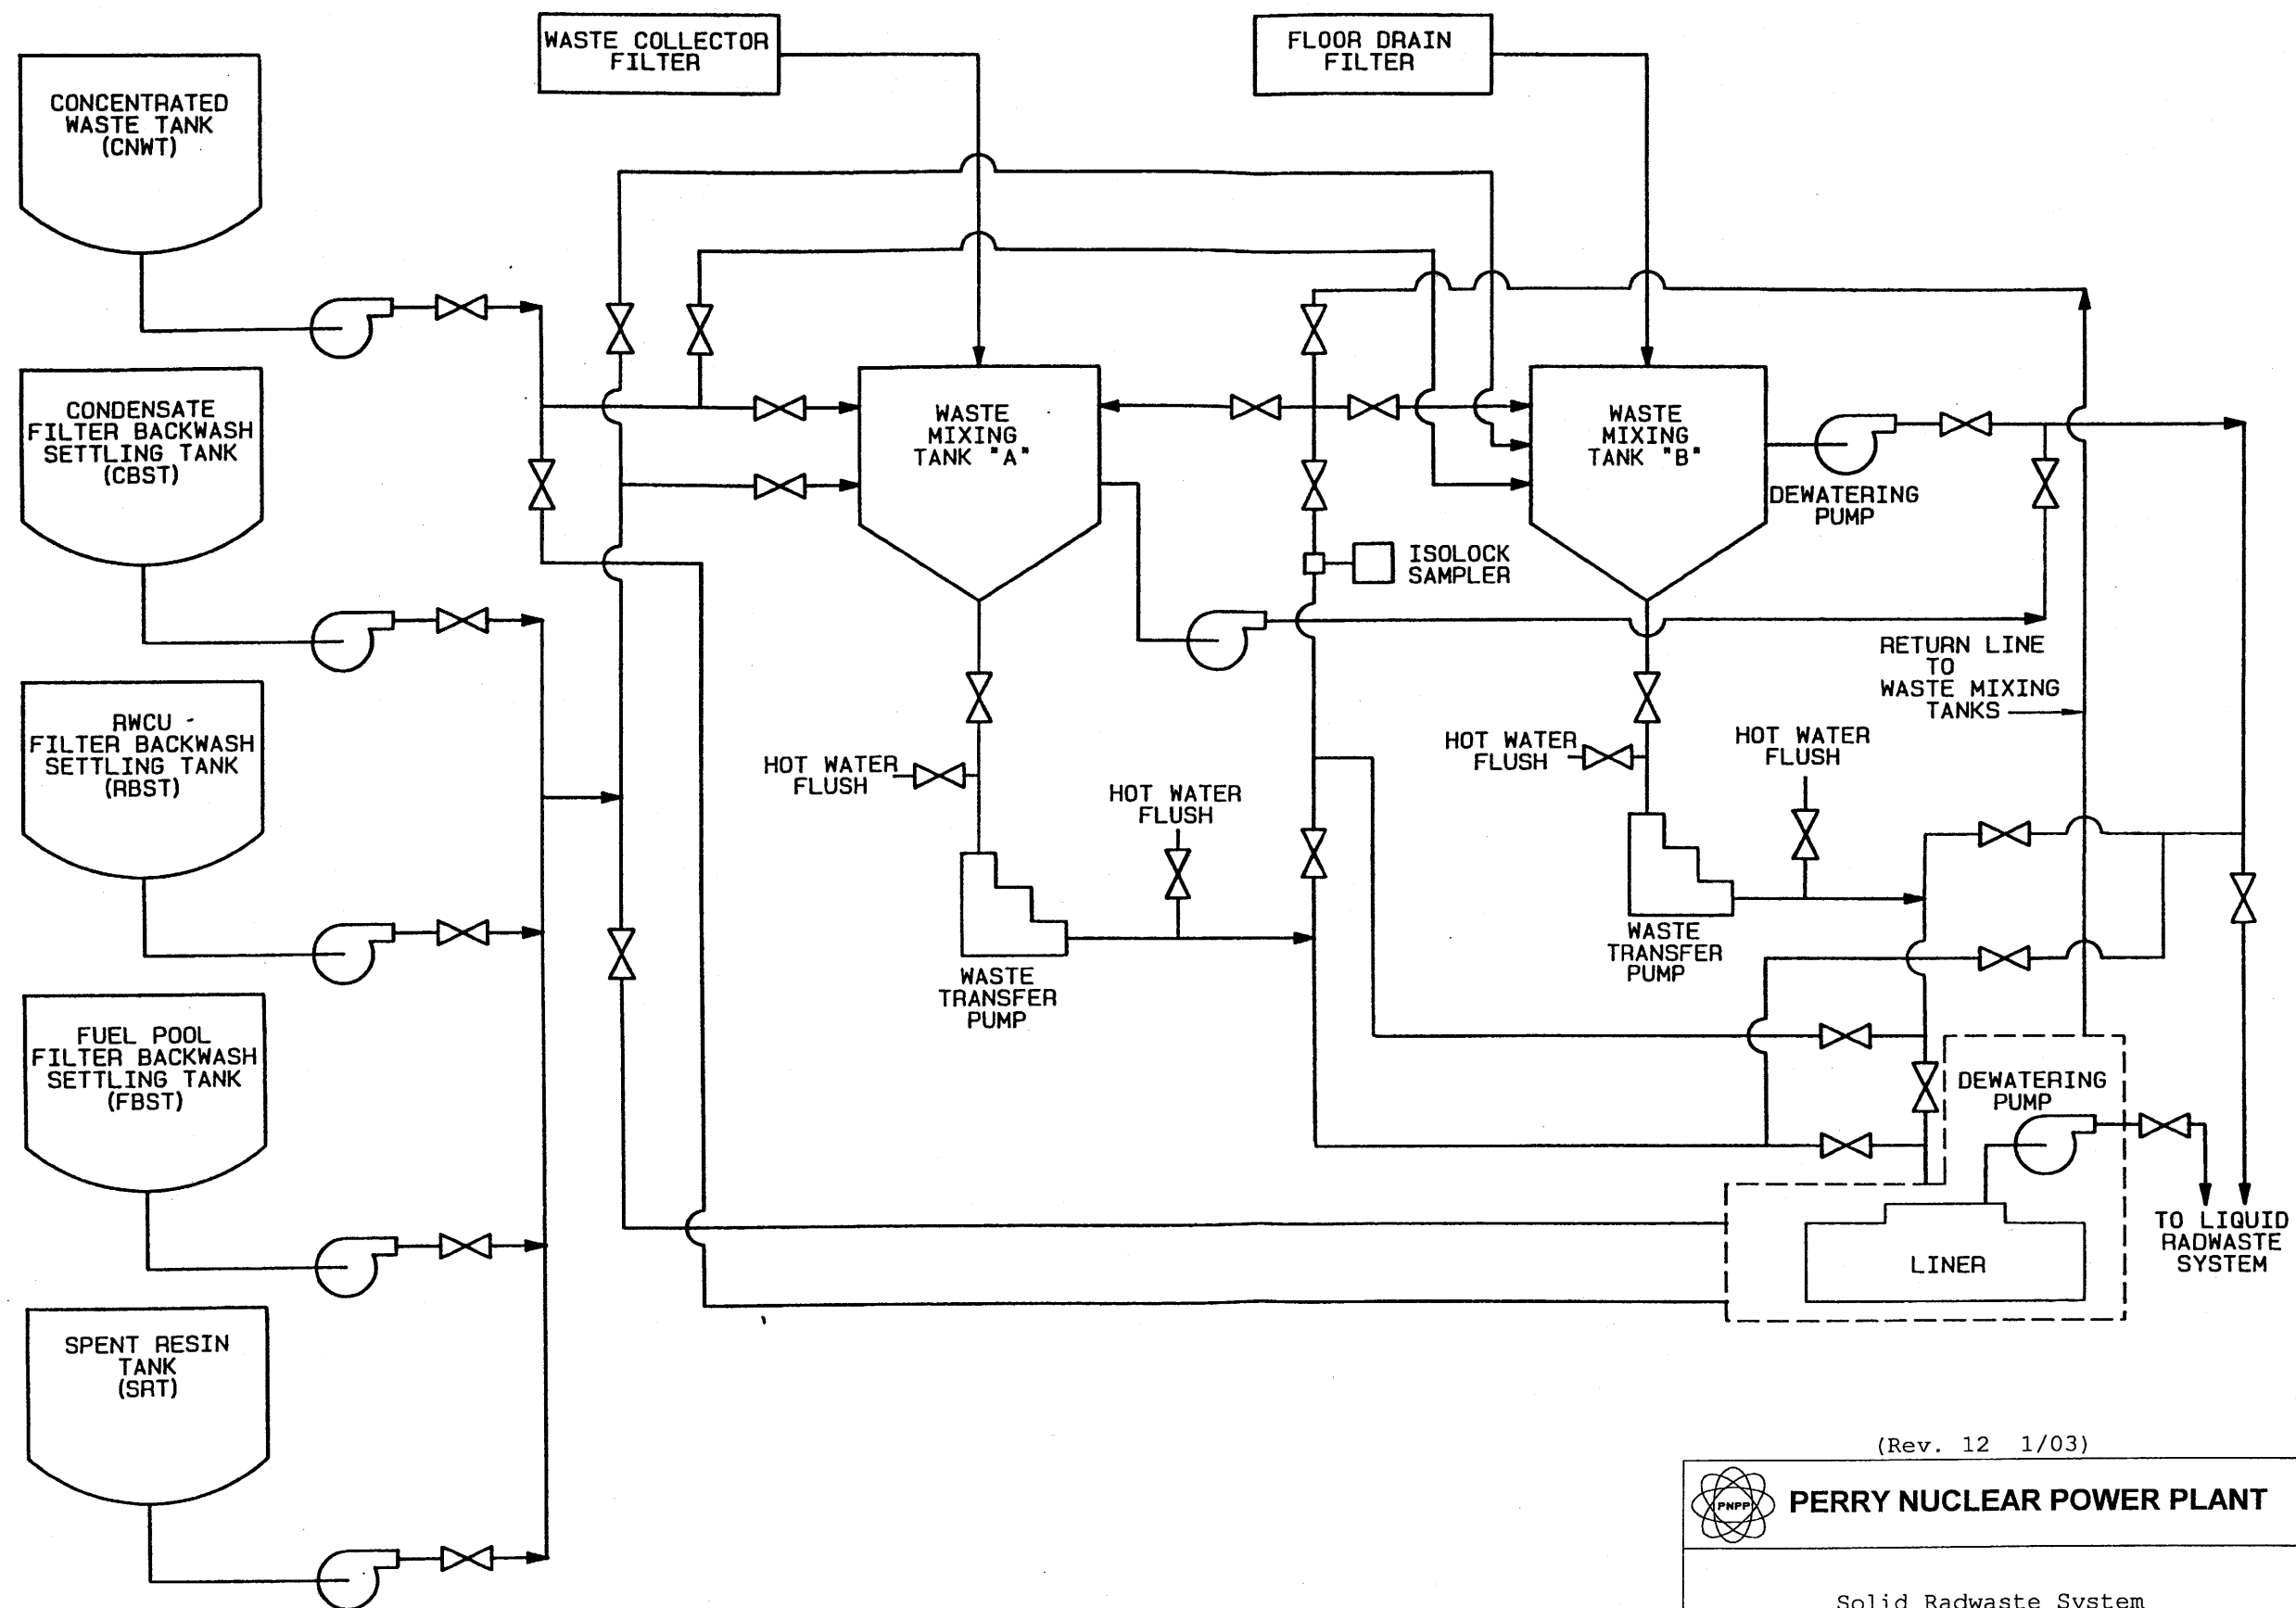 WASTE COLLECTOR
FILTER
FLOOR DRAIN
FILTER
CONCENTRATED
WASTE TANK
(CNWT)
CONDENSATE
FILTER BACKWASH
SETTLING TANK
(CBST)
WASTE
MIXING
TANK "A"
WASTE
MIXING
TANK "B"
DEWATERING
PUMP
ISOLOCK
SAMPLER
RETURN LINE
TO
WASTE MIXING
TANKS
RWCU -
FILTER BACKWASH
SETTLING TANK
(RBST)
HOT WATER
FLUSH
HOT WATER
FLUSH
HOT WATER
FLUSH
HOT WATER
FLUSH
WASTE
TRANSFER
PUMP
WASTE
TRANSFER
PUMP
FUEL POOL
FILTER BACKWASH
SETTLING TANK
(FBST)
DEWATERING
PUMP
LINER
TO LIQUID
RADWASTE
SYSTEM
SPENT RESIN
TANK
(SRT)
(Rev. 12 1/03)
PNPP
PERRY NUCLEAR POWER PLANT
Solid Radwaste System